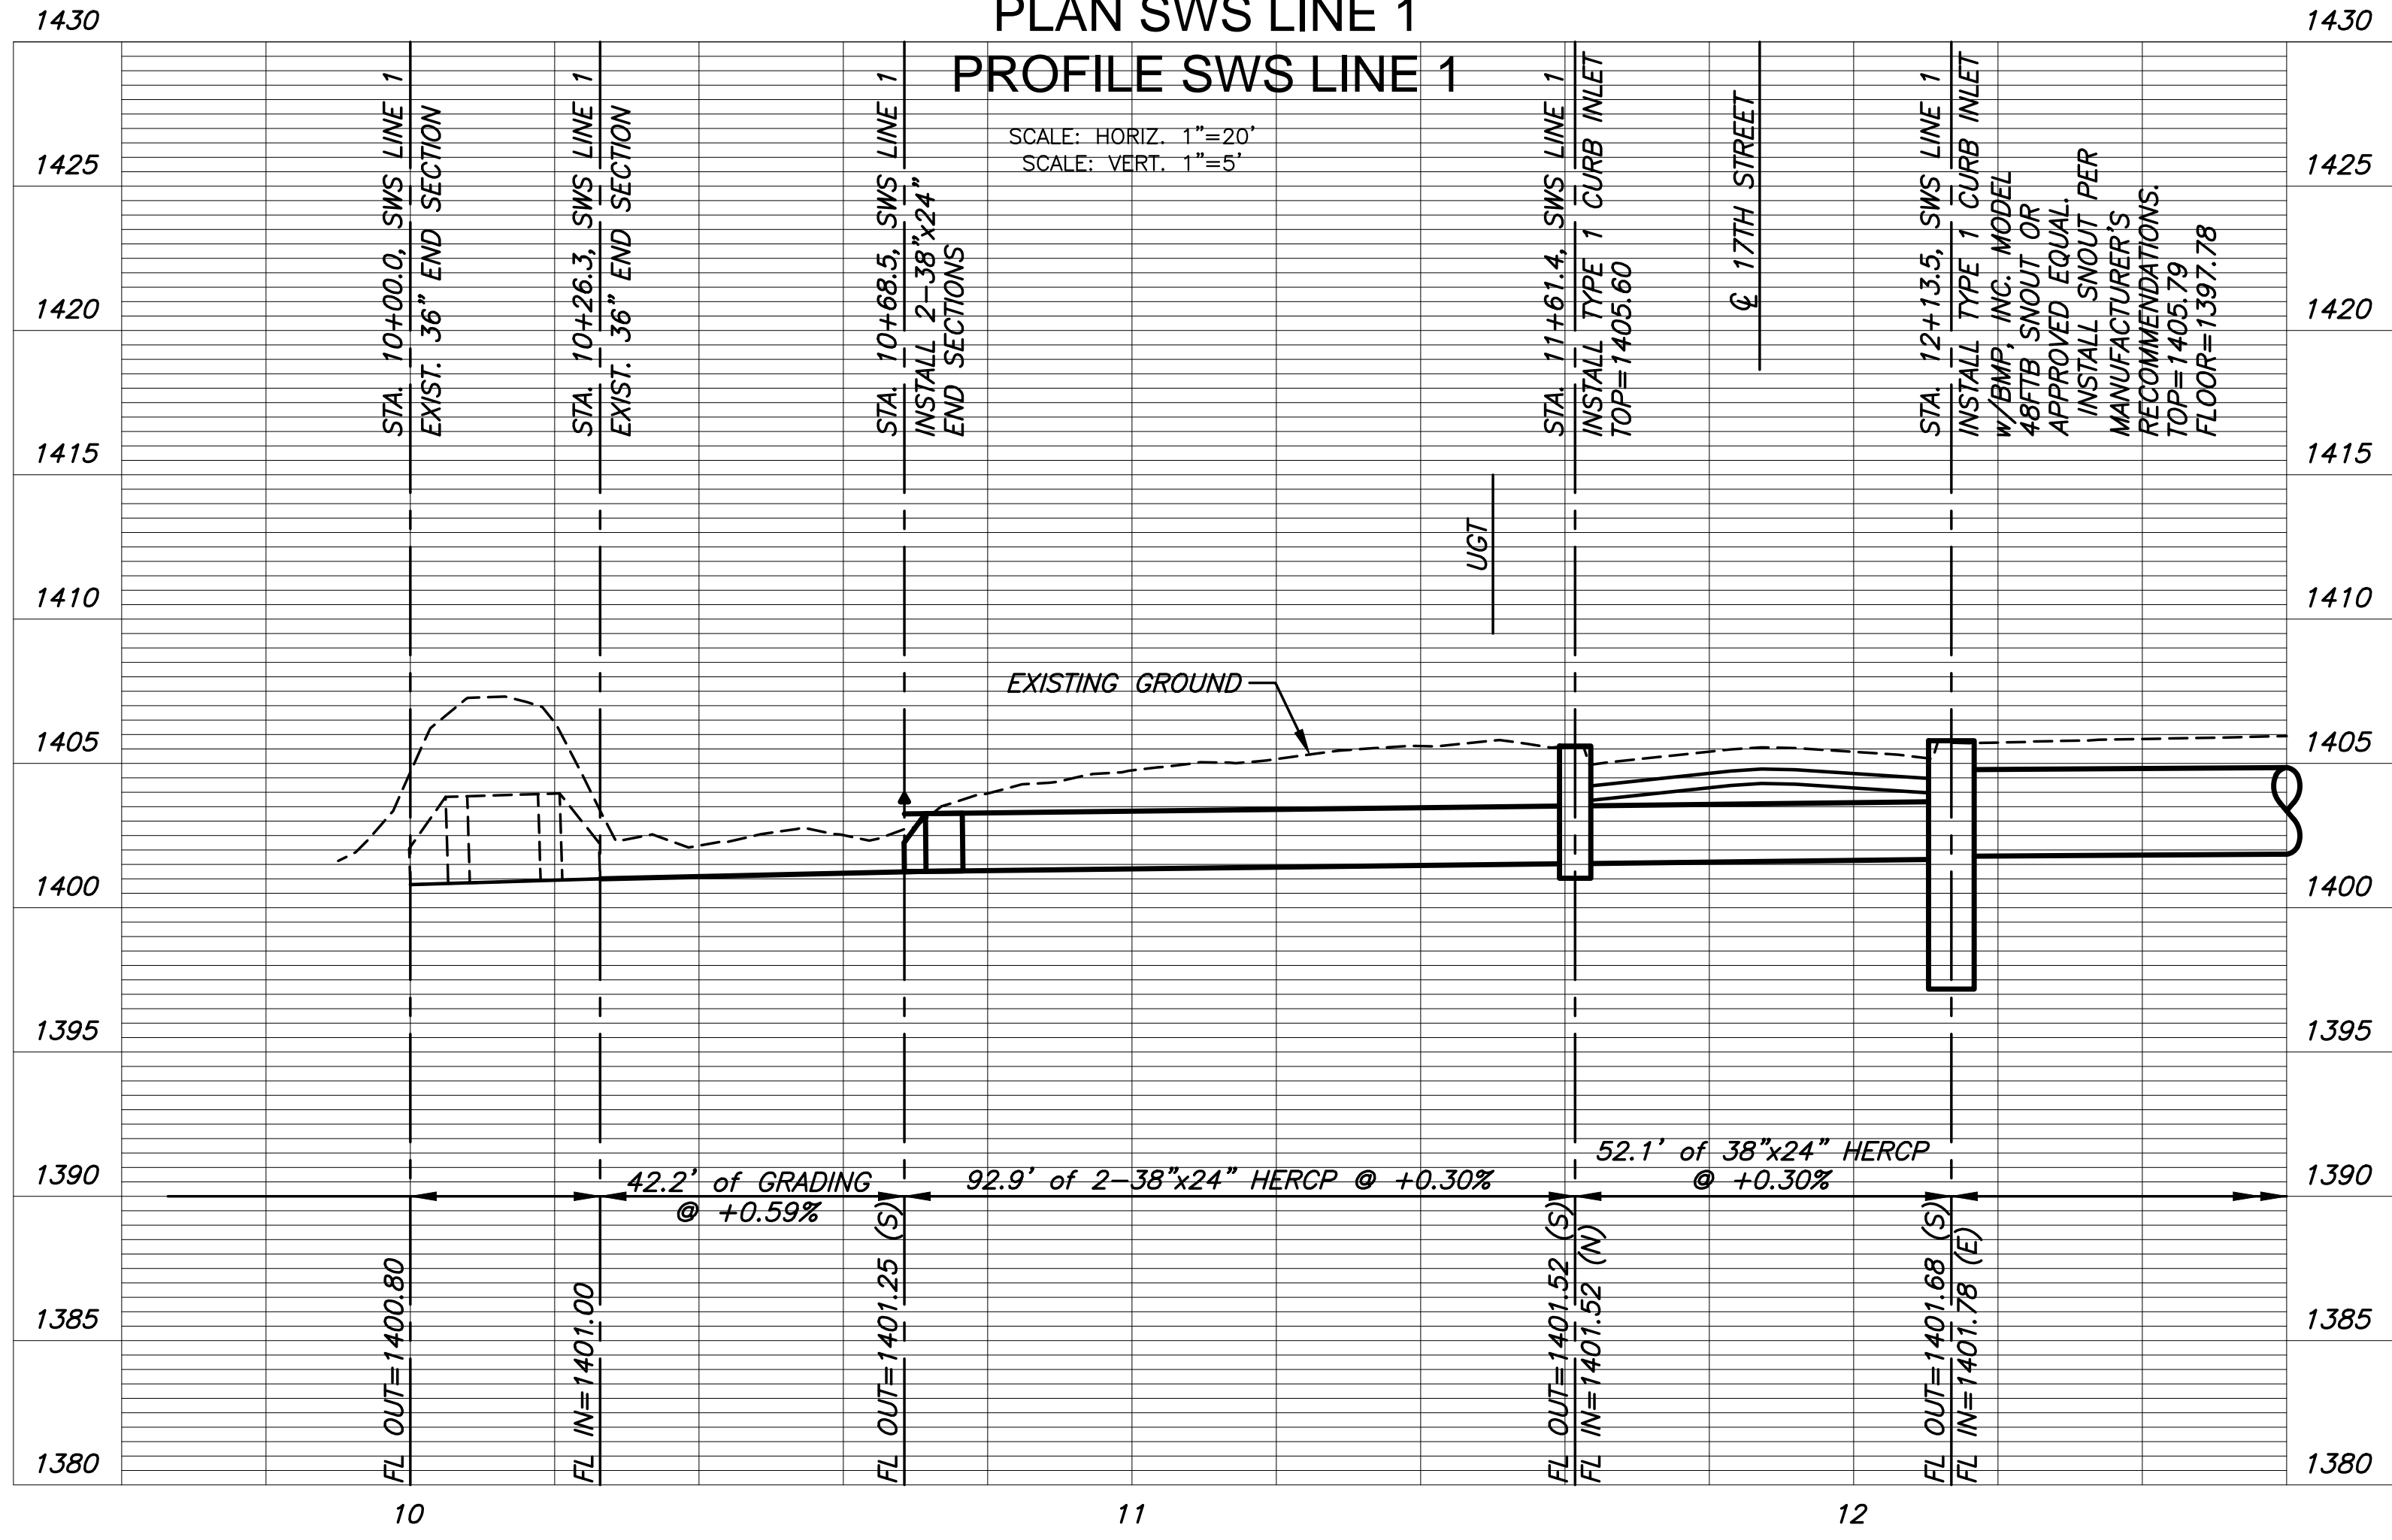 PLAN SWS LINE 1
PROFILE SWS LINE 1
SCALE: HORIZ. 1"=20'
SCALE: VERT. 1"=5'
1430
1430
1425
1425
1420
1420
1415
1415
1410
1410
1405
1405
1400
1400
1395
1395
1390
1390
1385
1385
1380
1380
STA. 10+00.0, SWS LINE 1
EXIST. 36" END SECTION
STA. 10+26.3, SWS LINE 1
EXIST. 36" END SECTION
STA. 10+68.5, SWS LINE 1
INSTALL 2-38"x24"
END SECTIONS
STA. 11+61.4, SWS LINE 1
INSTALL TYPE 1 CURB INLET
TOP=1405.60
℄ 17TH STREET
STA. 12+13.5, SWS LINE 1
INSTALL TYPE 1 CURB INLET
w/BMP, INC. MODEL
48FTB SNOUT OR
APPROVED EQUAL.
INSTALL SNOUT PER
MANUFACTURER'S
RECOMMENDATIONS.
TOP=1405.79
FLOOR=1397.78
UGT
EXISTING GROUND
42.2' of GRADING
@ +0.59%
92.9' of 2-38"x24" HERCP @ +0.30%
52.1' of 38"x24" HERCP
@ +0.30%
FL OUT=1400.80
FL IN=1401.00
FL OUT=1401.25 (S)
FL OUT=1401.52 (S)
FL IN=1401.52 (N)
FL OUT=1401.68 (S)
FL IN=1401.78 (E)
10
11
12